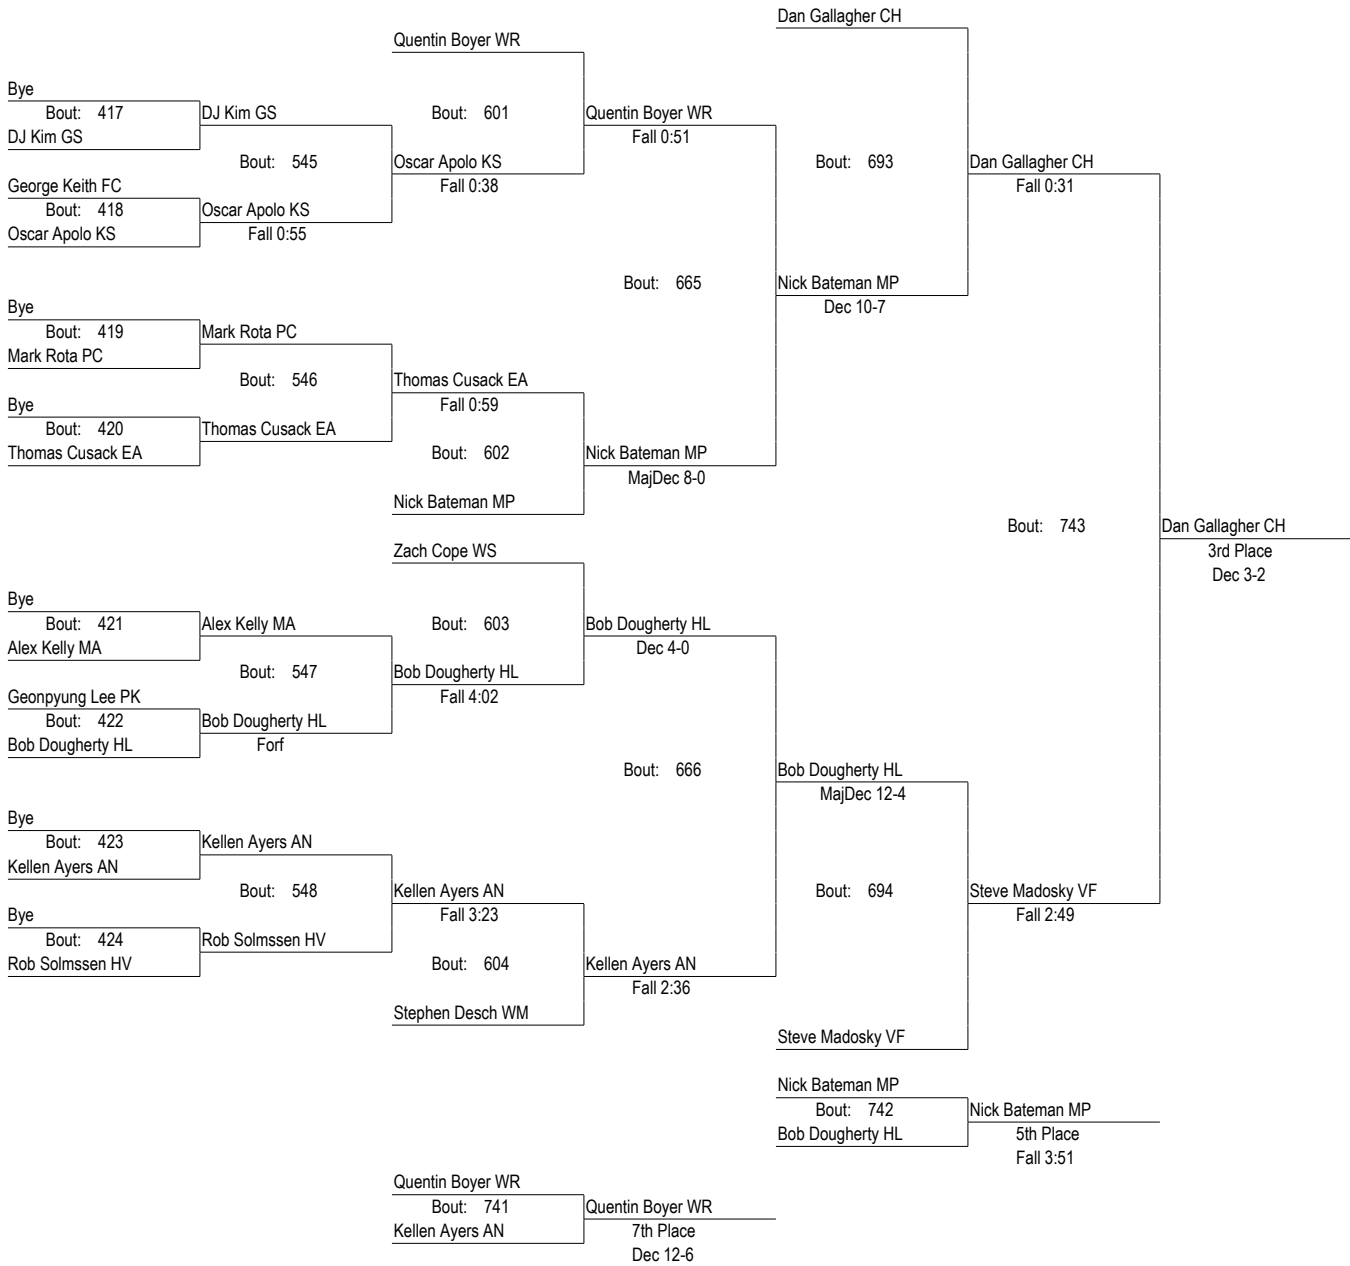 Dan Gallagher CH
Quentin Boyer WR
Bye
Bout: 417
DJ Kim GS
DJ Kim GS
Bout: 601
Quentin Boyer WR
Fall 0:51
Bout: 545
Oscar Apolo KS
Fall 0:38
Bout: 693
Dan Gallagher CH
Fall 0:31
George Keith FC
Bout: 418
Oscar Apolo KS
Oscar Apolo KS
Fall 0:55
Bout: 665
Nick Bateman MP
Dec 10-7
Bye
Bout: 419
Mark Rota PC
Mark Rota PC
Bout: 546
Thomas Cusack EA
Fall 0:59
Bye
Bout: 420
Thomas Cusack EA
Thomas Cusack EA
Bout: 602
Nick Bateman MP
MajDec 8-0
Nick Bateman MP
Bout: 743
Dan Gallagher CH
3rd Place
Dec 3-2
Zach Cope WS
Bye
Bout: 421
Alex Kelly MA
Alex Kelly MA
Bout: 603
Bob Dougherty HL
Dec 4-0
Bout: 547
Bob Dougherty HL
Fall 4:02
Geonpyung Lee PK
Bout: 422
Bob Dougherty HL
Bob Dougherty HL
Forf
Bout: 666
Bob Dougherty HL
MajDec 12-4
Bye
Bout: 423
Kellen Ayers AN
Kellen Ayers AN
Bout: 548
Kellen Ayers AN
Fall 3:23
Bout: 694
Steve Madosky VF
Fall 2:49
Bye
Bout: 424
Rob Solmssen HV
Rob Solmssen HV
Bout: 604
Kellen Ayers AN
Fall 2:36
Stephen Desch WM
Steve Madosky VF
Nick Bateman MP
Bout: 742
Bob Dougherty HL
Nick Bateman MP
5th Place
Fall 3:51
Quentin Boyer WR
Bout: 741
Kellen Ayers AN
Quentin Boyer WR
7th Place
Dec 12-6